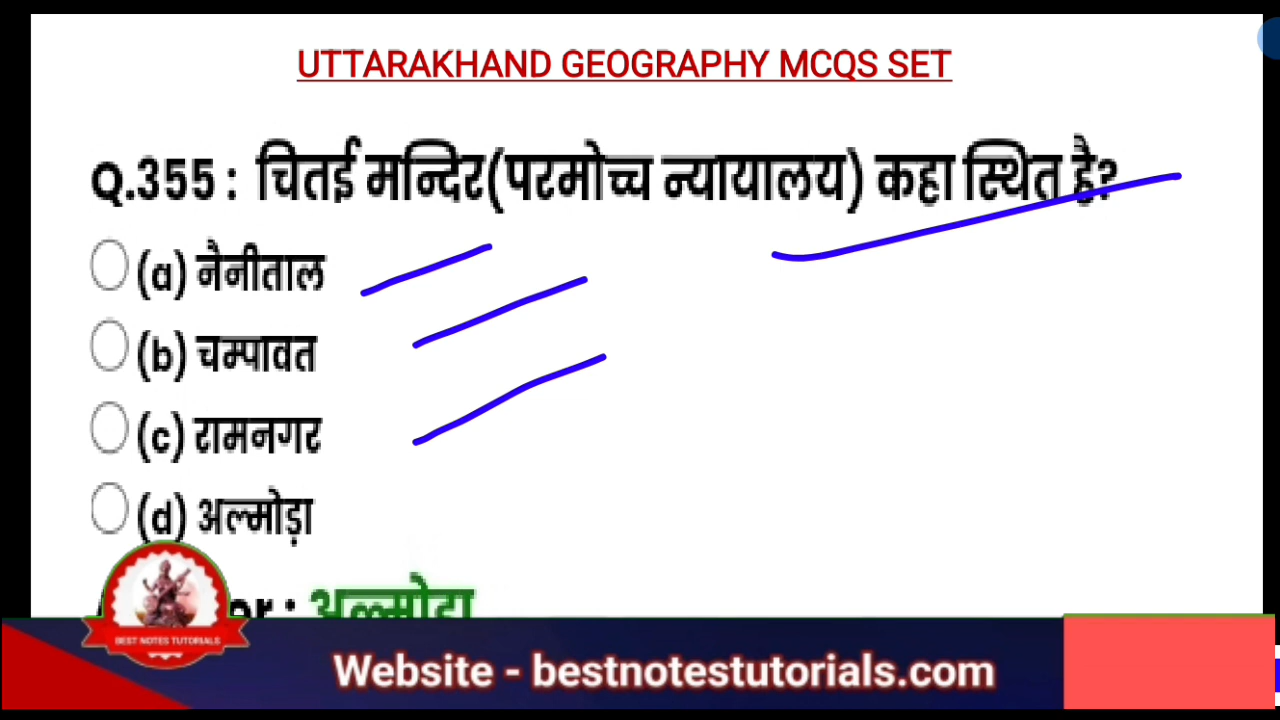 UTTARAKHAND GEOGRAPHY MCQS SET
Q.355 : चितई मन्दिर(परमोच्च न्यायालय) कहा स्थित है?
(a) नैनीताल
(b) चम्पावत
(c) रामनगर
(d) अल्मोड़ा
: अल्मोड़ा
BEST NOTES TUTORIALS
Website - bestnotestutorials.com